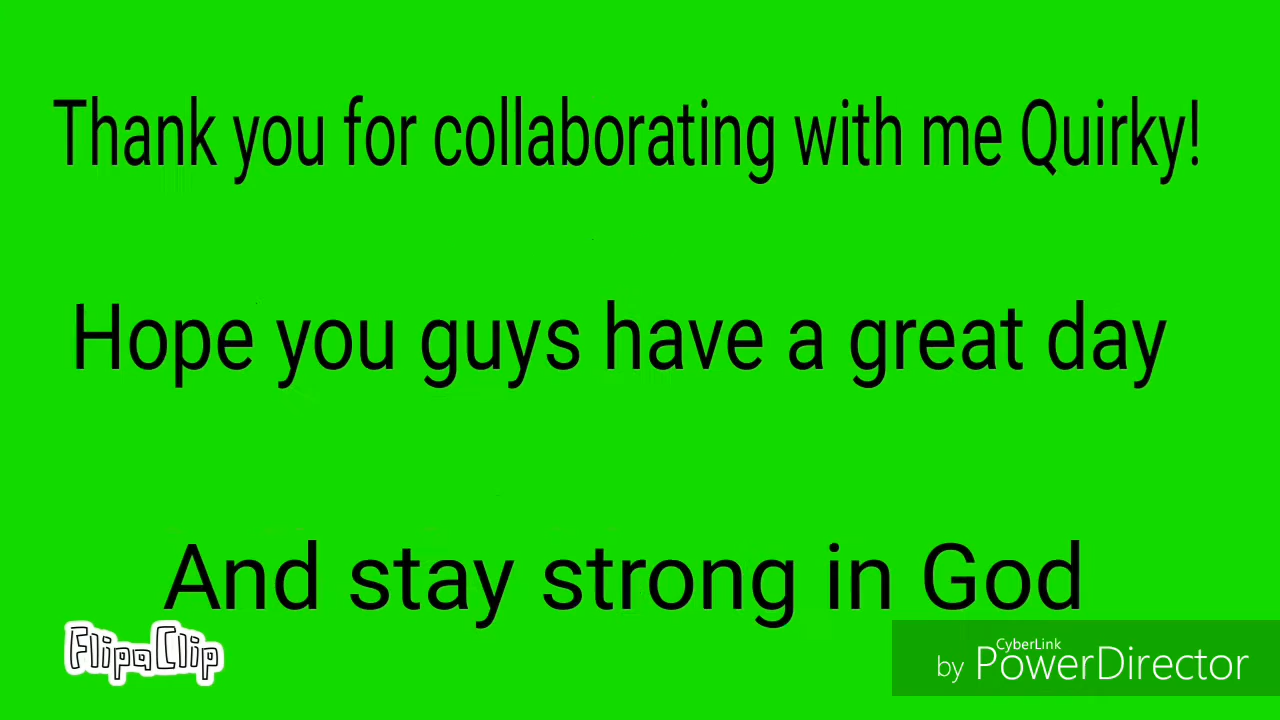 Thank you for collaborating with me Quirky!
Hope you guys have a great day
And stay strong in God
FlipaClip
CyberLink
by PowerDirector